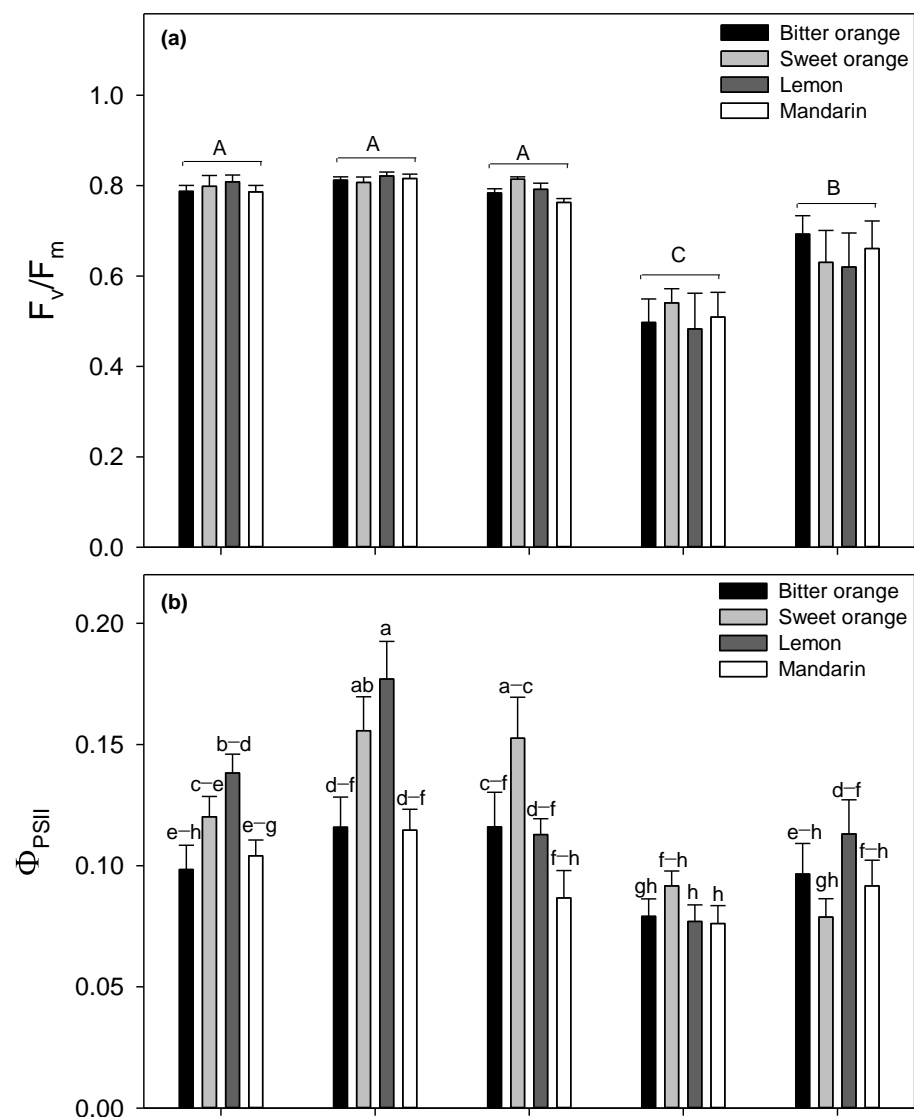 (a)
Bitter orange
Sweet orange
Lemon
Mandarin
1.0
A
A
A
0.8
B
C
0.6
0.4
0.2
0.0
Fv/Fm
(b)
Bitter orange
Sweet orange
Lemon
Mandarin
0.20
a
ab
a–c
0.15
b–d
c–e
d–f
d–f
c–f
d–f
d–f
e–h
e–g
f–h
e–h
f–h
0.10
gh
f–h
h
h
gh
0.05
0.00
ΦPSII